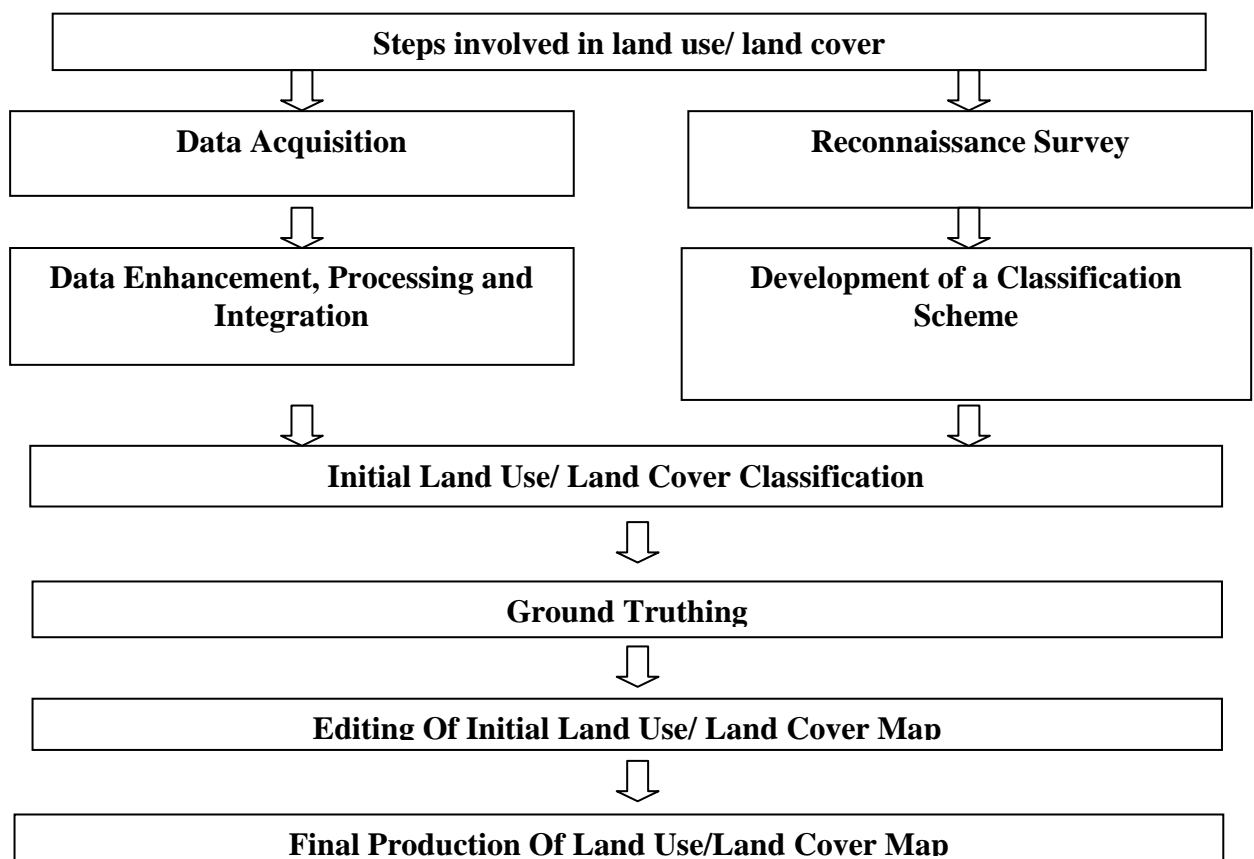 Steps involved in land use/ land cover
Data Acquisition
Reconnaissance Survey
Data Enhancement, Processing and
Integration
Development of a Classification
Scheme
Initial Land Use/ Land Cover Classification
Ground Truthing
Editing Of Initial Land Use/ Land Cover Map
Final Production Of Land Use/Land Cover Map